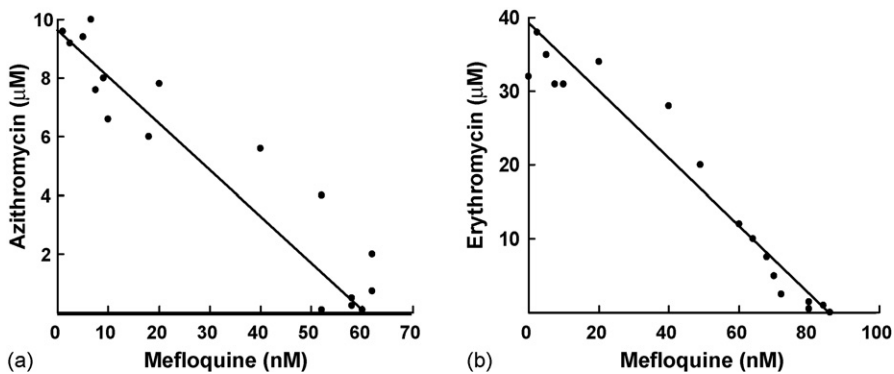 10
8
6
4
2
Azithromycin (μM)
0 10 20 30 40 50 60 70
(a) Mefloquine (nM)
40
30
20
10
Erythromycin (μM)
0 20 40 60 80 100
(b) Mefloquine (nM)